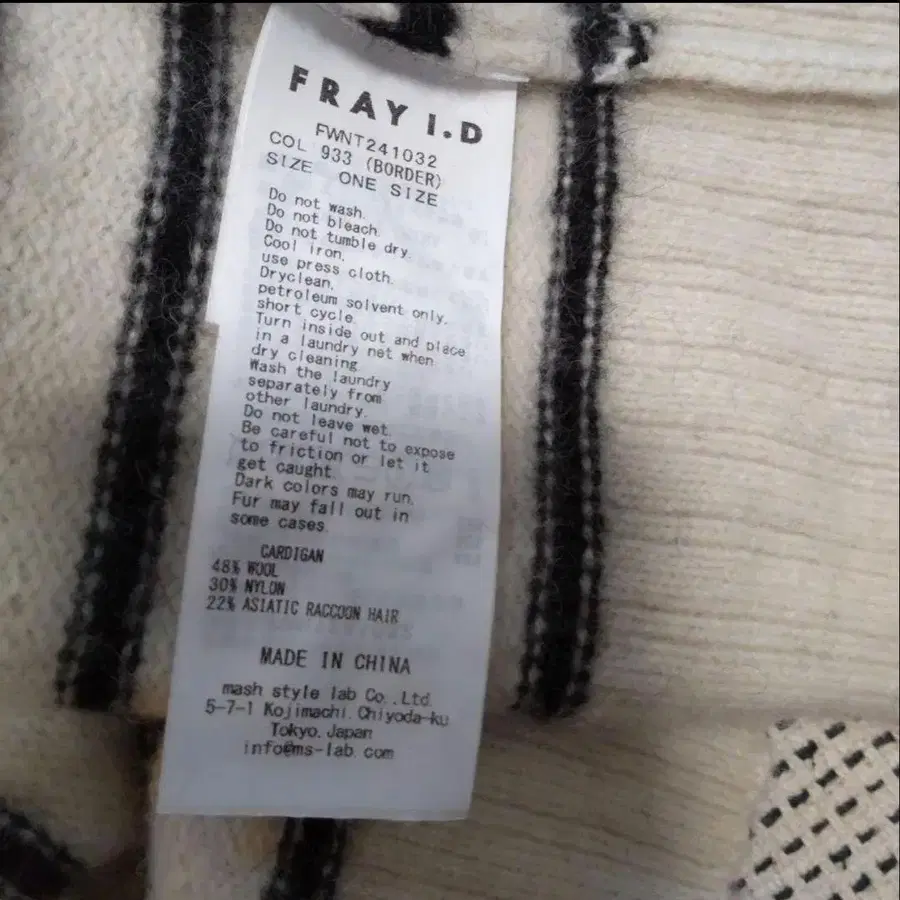 FRAY I.D
FWNT241032
COL 933 (BORDER)
SIZE ONE SIZE
Do not wash.
Do not bleach.
Do not tumble dry.
Cool iron.
use press cloth.
Dryclean.
petroleum solvent only.
short cycle.
Turn inside out and place
in a laundry net when
dry cleaning.
Wash the laundry
separately from
other laundry.
Do not leave wet.
Be careful not to expose
to friction or let it
get caught.
Dark colors may run.
Fur may fall out in
some cases.
CARDIGAN
48% WOOL
30% NYLON
22% ASIATIC RACCOON HAIR
MADE IN CHINA
mash style lab Co.,Ltd.
5-7-1 Kojimachi.Chiyoda-ku
Tokyo.Japan
info@ms-lab.com